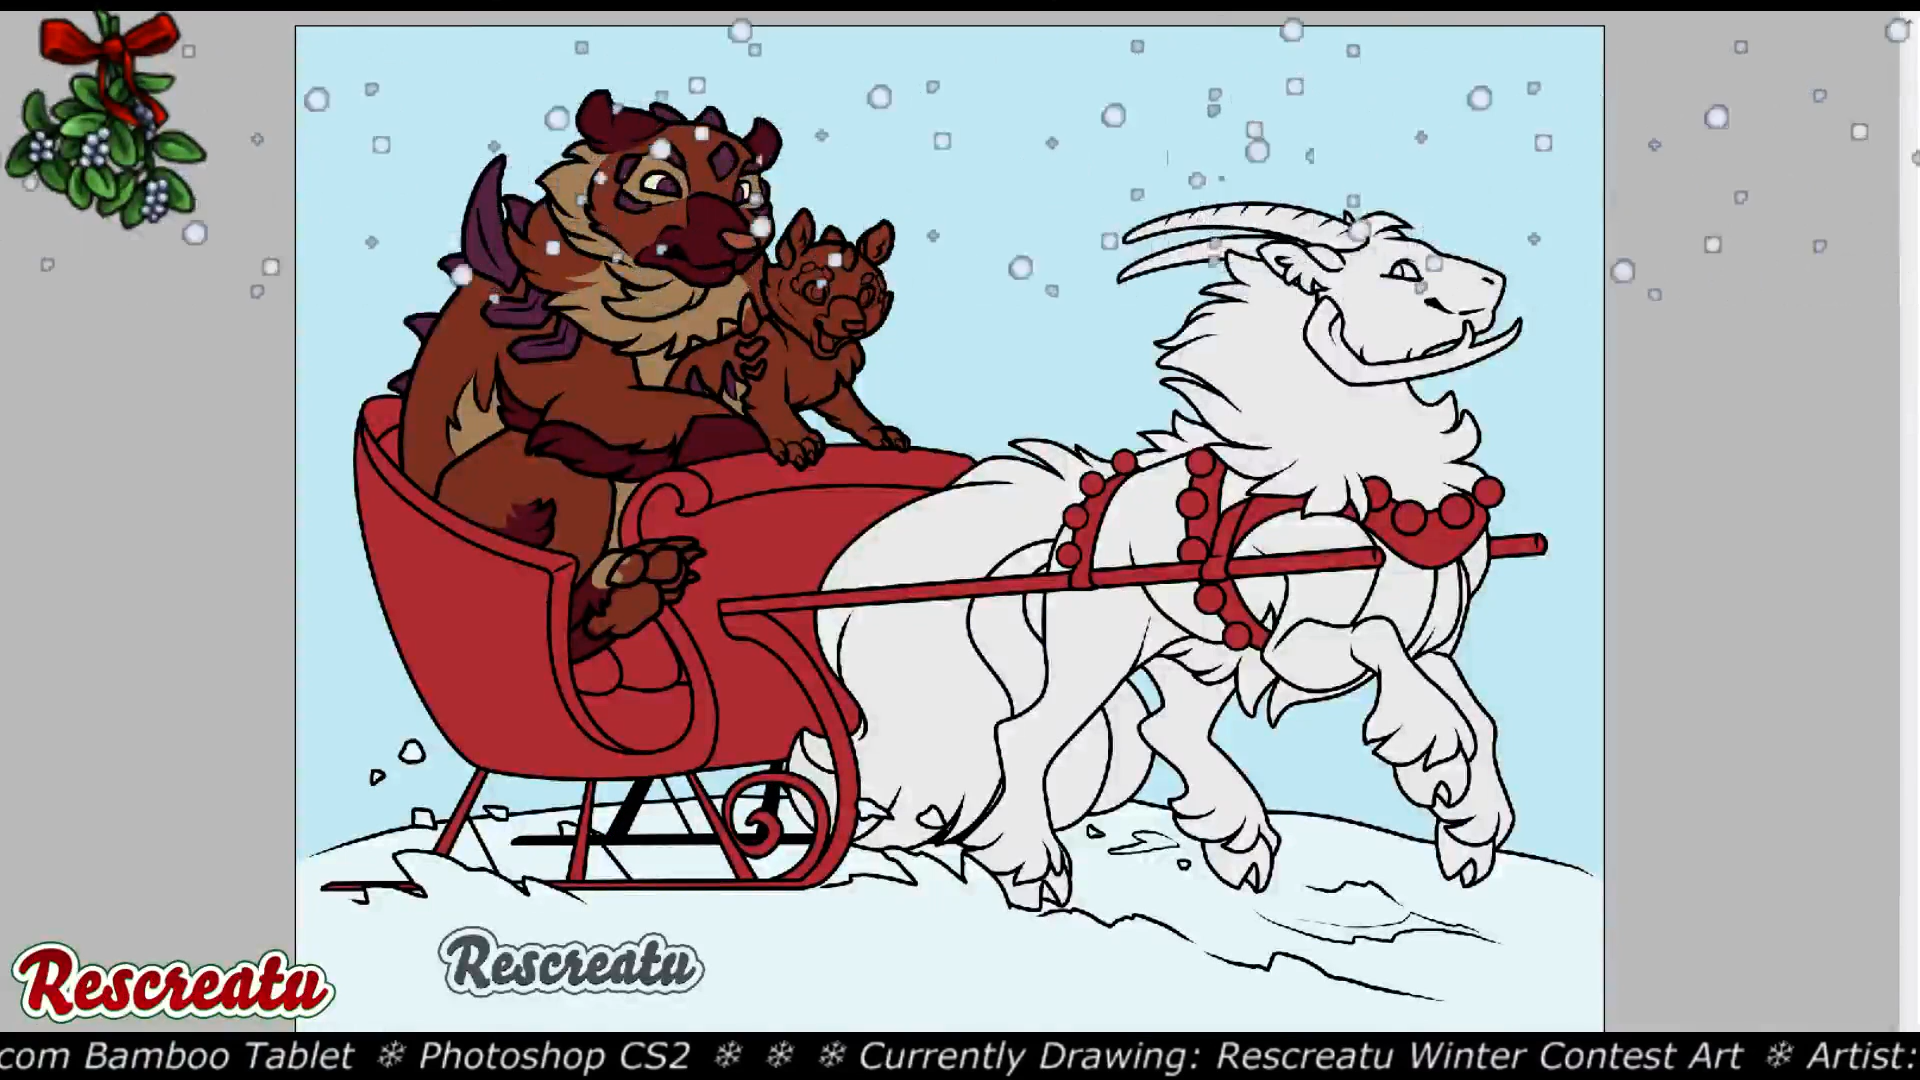 Rescreatu
Rescreatu
com Bamboo Tablet ❄ Photoshop CS2 ❄ ❄ ❄ Currently Drawing: Rescreatu Winter Contest Art ❄ Artist: